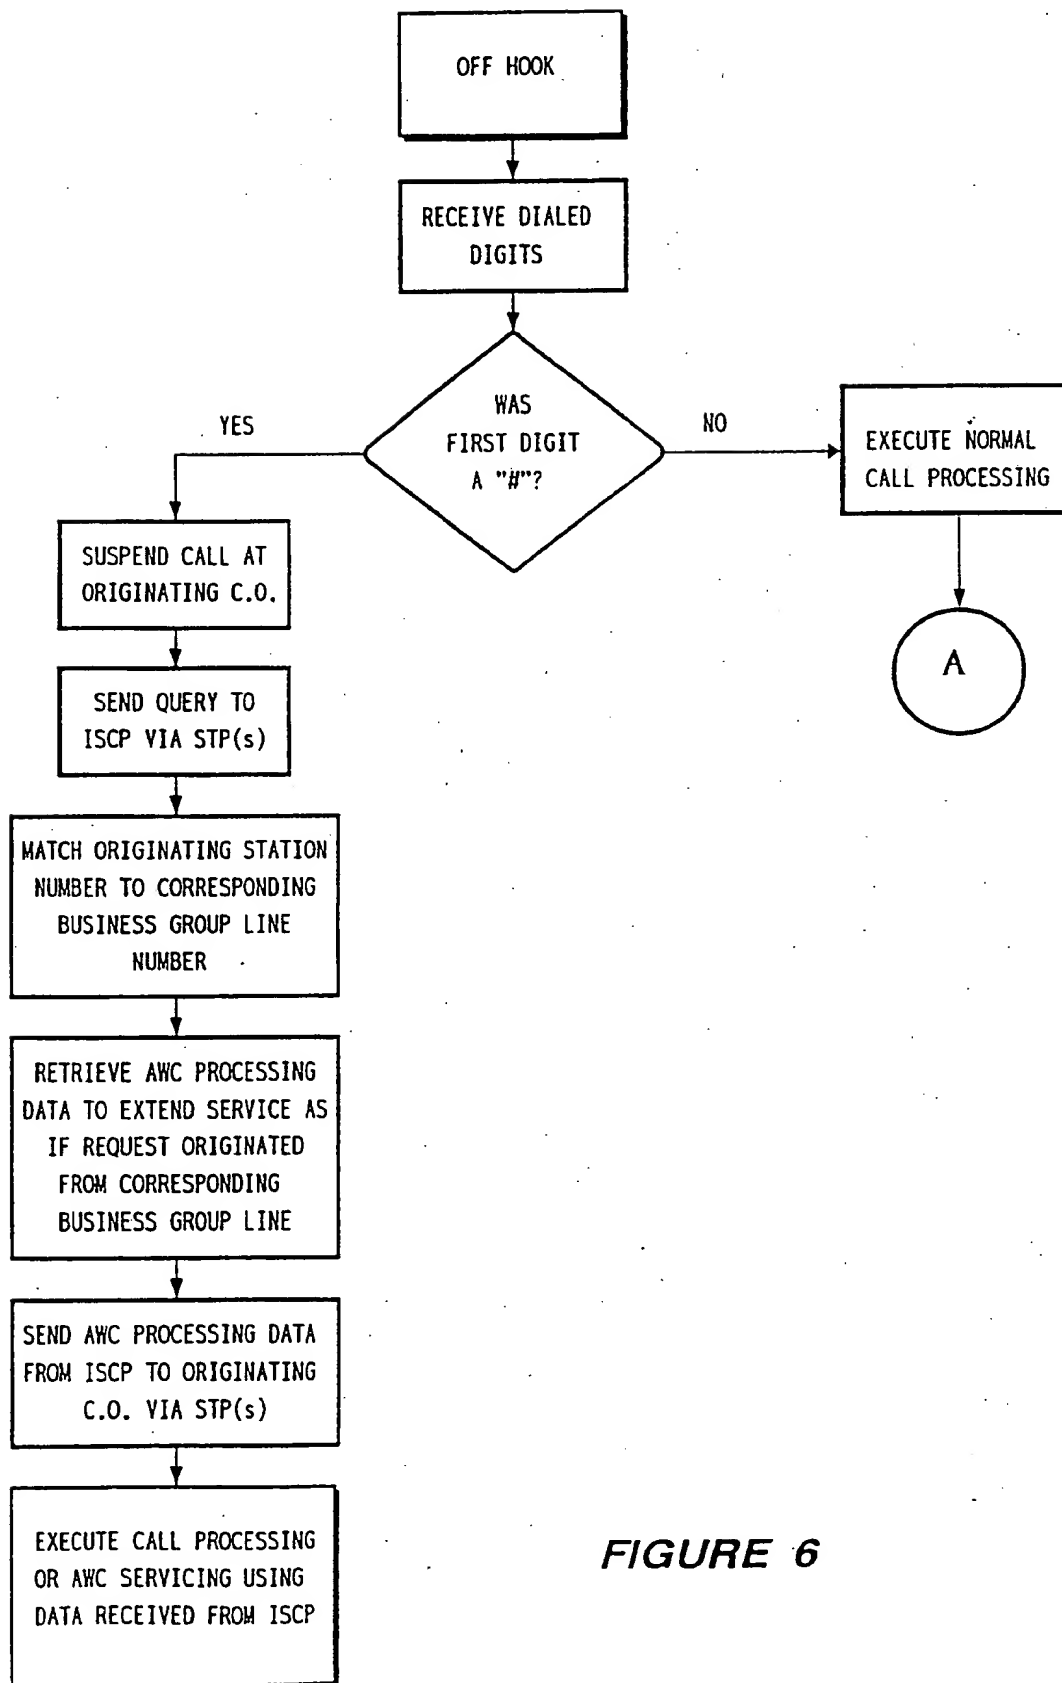 OFF HOOK
RECEIVE DIALED
DIGITS
WAS
FIRST DIGIT
A "#"?
YES
NO
EXECUTE NORMAL
CALL PROCESSING
A
SUSPEND CALL AT
ORIGINATING C.O.
SEND QUERY TO
ISCP VIA STP(s)
MATCH ORIGINATING STATION
NUMBER TO CORRESPONDING
BUSINESS GROUP LINE
NUMBER
RETRIEVE AWC PROCESSING
DATA TO EXTEND SERVICE AS
IF REQUEST ORIGINATED
FROM CORRESPONDING
BUSINESS GROUP LINE
SEND AWC PROCESSING DATA
FROM ISCP TO ORIGINATING
C.O. VIA STP(s)
EXECUTE CALL PROCESSING
OR AWC SERVICING USING
DATA RECEIVED FROM ISCP
FIGURE 6